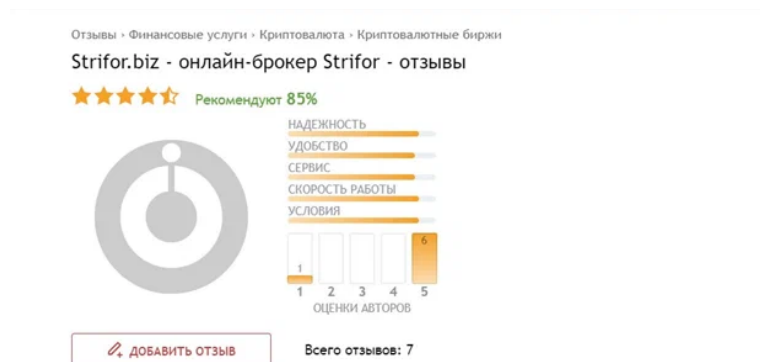 Отзывы › Финансовые услуги › Криптовалюта › Криптовалютные биржи
Strifor.biz - онлайн-брокер Strifor - отзывы
Рекомендуют 85%
НАДЕЖНОСТЬ
УДОБСТВО
СЕРВИС
СКОРОСТЬ РАБОТЫ
УСЛОВИЯ
6
1
1 2 3 4 5
ОЦЕНКИ АВТОРОВ
ДОБАВИТЬ ОТЗЫВ
Всего отзывов: 7